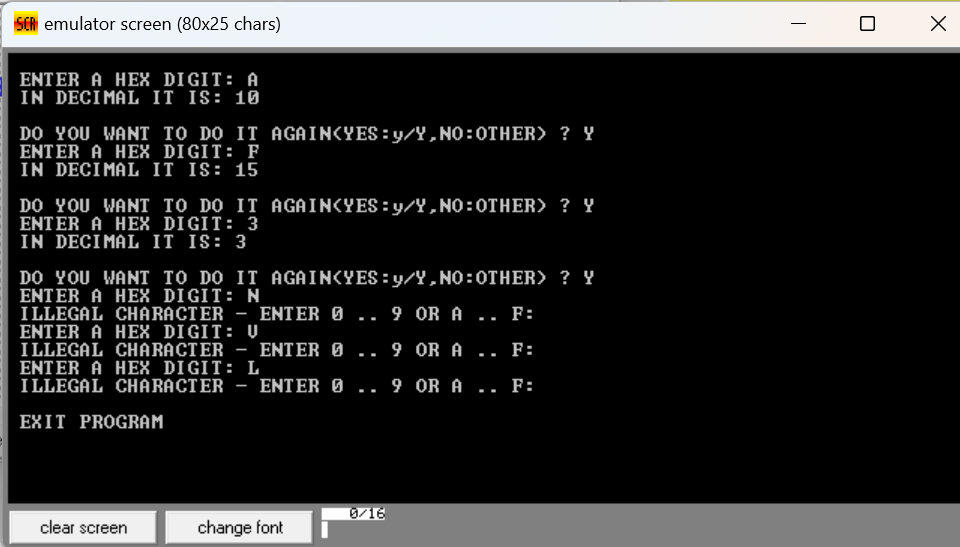 SCR emulator screen (80x25 chars)
ENTER A HEX DIGIT: A
IN DECIMAL IT IS: 10
DO YOU WANT TO DO IT AGAIN<YES:y/Y,NO:OTHER> ? Y
ENTER A HEX DIGIT: F
IN DECIMAL IT IS: 15
DO YOU WANT TO DO IT AGAIN<YES:y/Y,NO:OTHER> ? Y
ENTER A HEX DIGIT: 3
IN DECIMAL IT IS: 3
DO YOU WANT TO DO IT AGAIN<YES:y/Y,NO:OTHER> ? Y
ENTER A HEX DIGIT: N
ILLEGAL CHARACTER - ENTER 0 .. 9 OR A .. F:
ENTER A HEX DIGIT: V
ILLEGAL CHARACTER - ENTER 0 .. 9 OR A .. F:
ENTER A HEX DIGIT: L
ILLEGAL CHARACTER - ENTER 0 .. 9 OR A .. F:
EXIT PROGRAM
clear screen change font 0/16